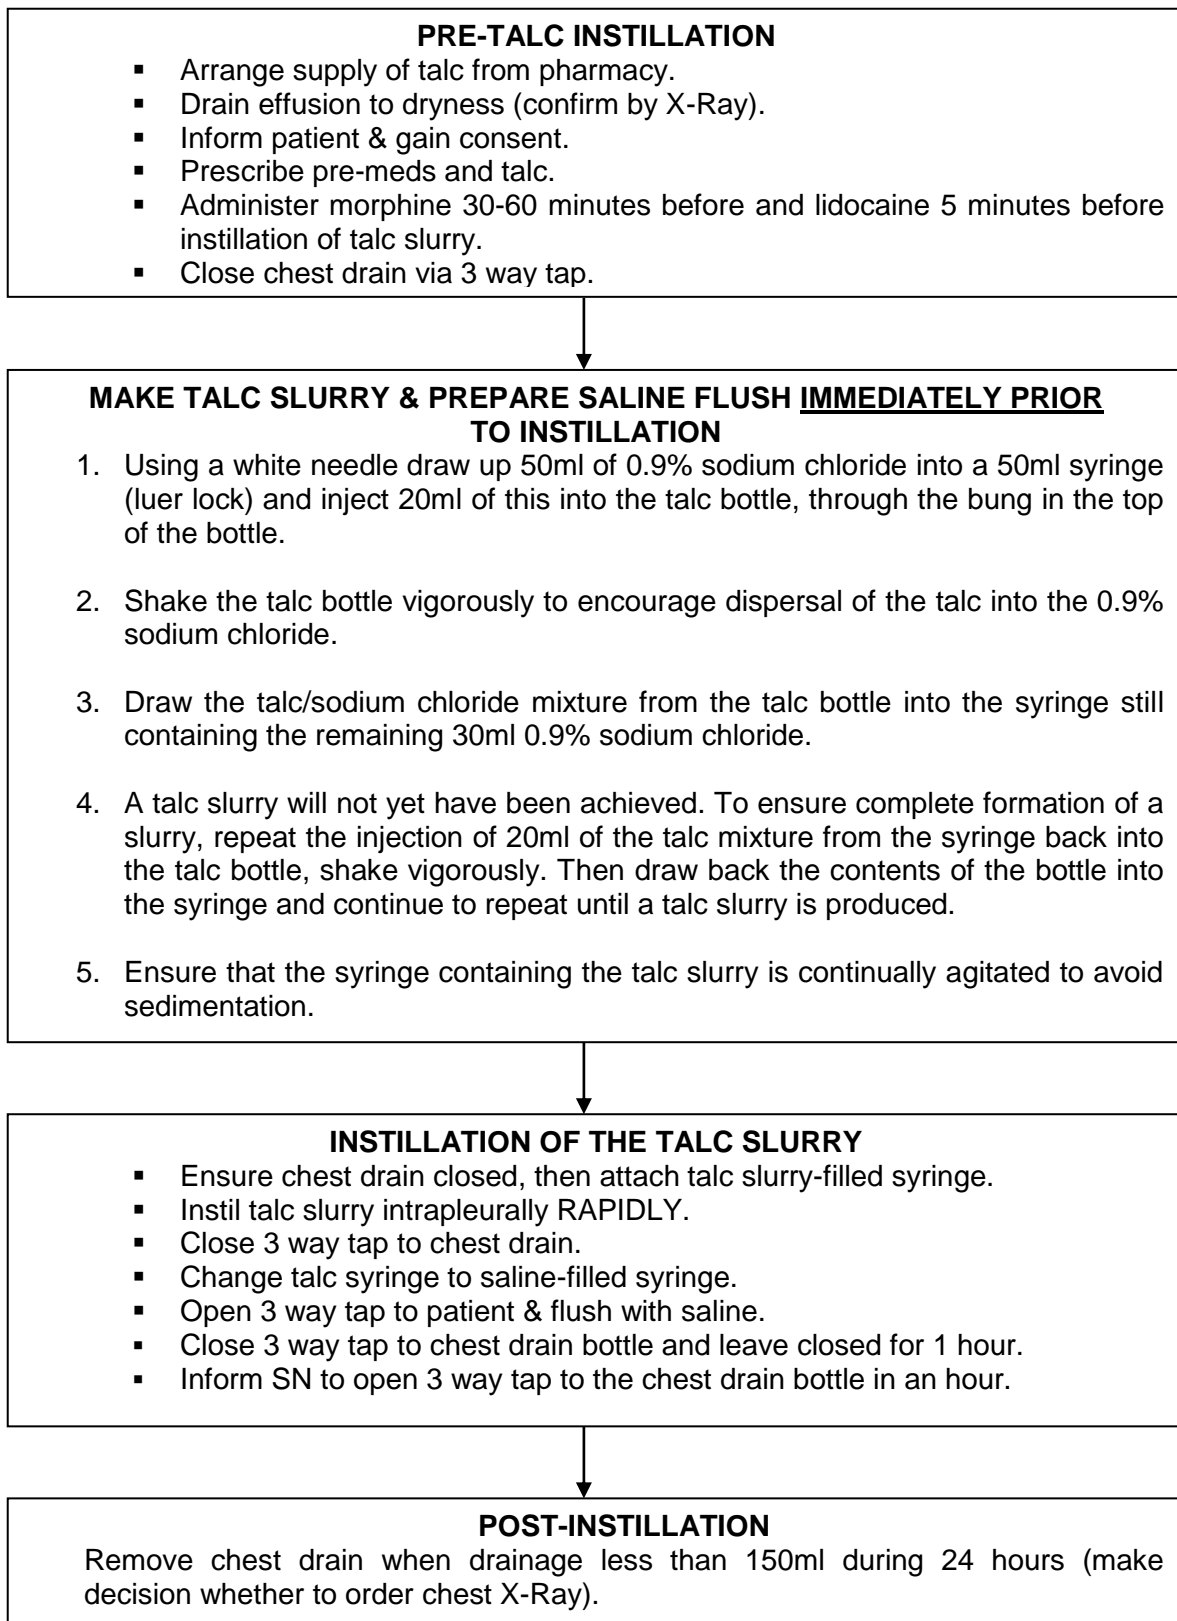 PRE-TALC INSTILLATION
▪ Arrange supply of talc from pharmacy.
▪ Drain effusion to dryness (confirm by X-Ray).
▪ Inform patient & gain consent.
▪ Prescribe pre-meds and talc.
▪ Administer morphine 30-60 minutes before and lidocaine 5 minutes before
instillation of talc slurry.
▪ Close chest drain via 3 way tap.
MAKE TALC SLURRY & PREPARE SALINE FLUSH IMMEDIATELY PRIOR
TO INSTILLATION
1. Using a white needle draw up 50ml of 0.9% sodium chloride into a 50ml syringe
(luer lock) and inject 20ml of this into the talc bottle, through the bung in the top
of the bottle.
2. Shake the talc bottle vigorously to encourage dispersal of the talc into the 0.9%
sodium chloride.
3. Draw the talc/sodium chloride mixture from the talc bottle into the syringe still
containing the remaining 30ml 0.9% sodium chloride.
4. A talc slurry will not yet have been achieved. To ensure complete formation of a
slurry, repeat the injection of 20ml of the talc mixture from the syringe back into
the talc bottle, shake vigorously. Then draw back the contents of the bottle into
the syringe and continue to repeat until a talc slurry is produced.
5. Ensure that the syringe containing the talc slurry is continually agitated to avoid
sedimentation.
INSTILLATION OF THE TALC SLURRY
▪ Ensure chest drain closed, then attach talc slurry-filled syringe.
▪ Instil talc slurry intrapleurally RAPIDLY.
▪ Close 3 way tap to chest drain.
▪ Change talc syringe to saline-filled syringe.
▪ Open 3 way tap to patient & flush with saline.
▪ Close 3 way tap to chest drain bottle and leave closed for 1 hour.
▪ Inform SN to open 3 way tap to the chest drain bottle in an hour.
POST-INSTILLATION
Remove chest drain when drainage less than 150ml during 24 hours (make
decision whether to order chest X-Ray).